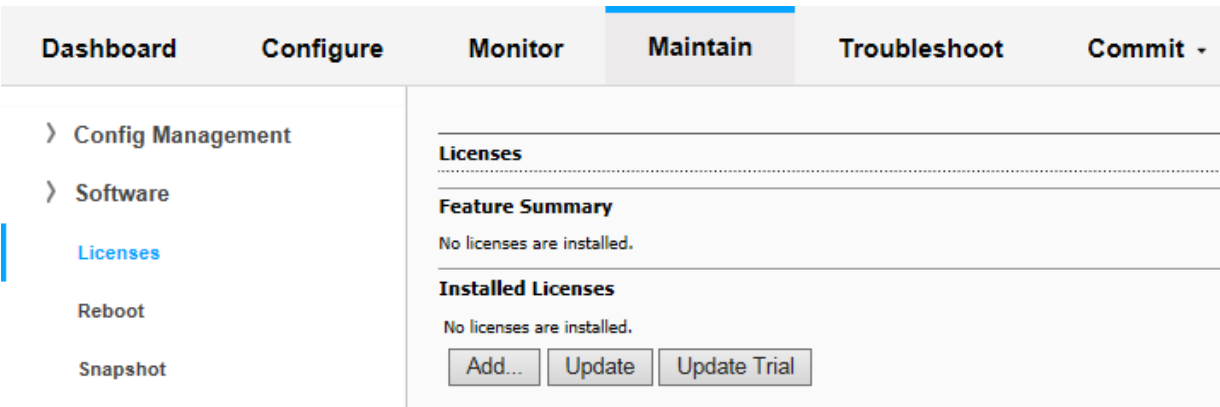 Dashboard Configure Monitor Maintain Troubleshoot Commit
Config Management
Software
Licenses
Reboot
Snapshot
Licenses
Feature Summary
No licenses are installed.
Installed Licenses
No licenses are installed.
Add... Update Update Trial